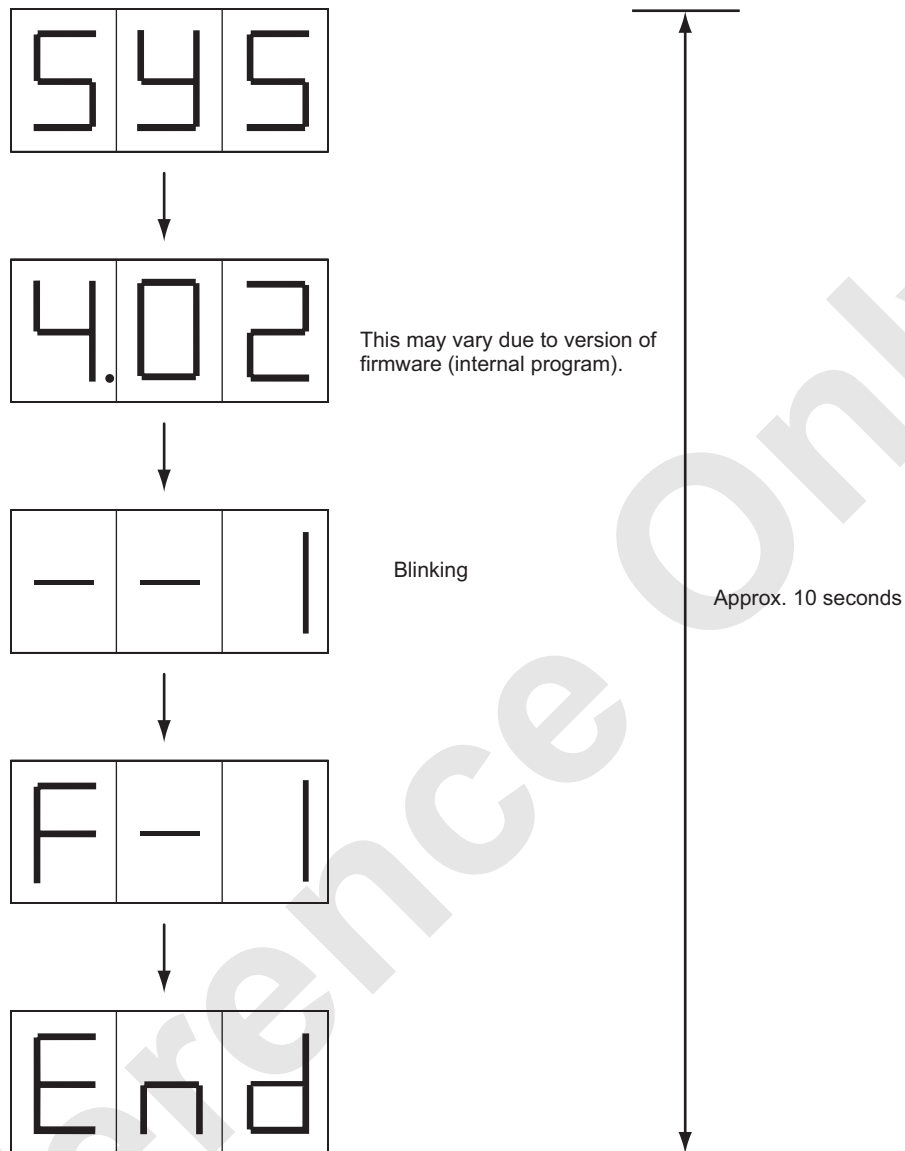 SYS
4.02
This may vary due to version of
firmware (internal program).
– – 1
Blinking
Approx. 10 seconds
F – 1
End